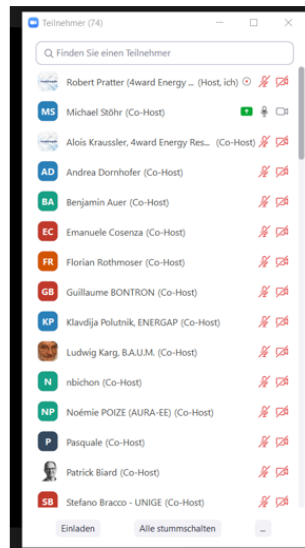 Teilnehmer (74)
Finden Sie einen Teilnehmer
Robert Pratter (4ward Energy ... (Host, ich)
MS Michael Stöhr (Co-Host)
Alois Kraussler, 4ward Energy Res... (Co-Host)
AD Andrea Dornhofer (Co-Host)
BA Benjamin Auer (Co-Host)
EC Emanuele Cosenza (Co-Host)
FR Florian Rothmoser (Co-Host)
GB Guillaume BONTRON (Co-Host)
KP Klavdija Polutnik, ENERGAP (Co-Host)
Ludwig Karg, B.A.U.M. (Co-Host)
N nbichon (Co-Host)
NP Noémie POIZE (AURA-EE) (Co-Host)
P Pasquale (Co-Host)
Patrick Biard (Co-Host)
SB Stefano Bracco - UNIGE (Co-Host)
Einladen Alle stummschalten ...